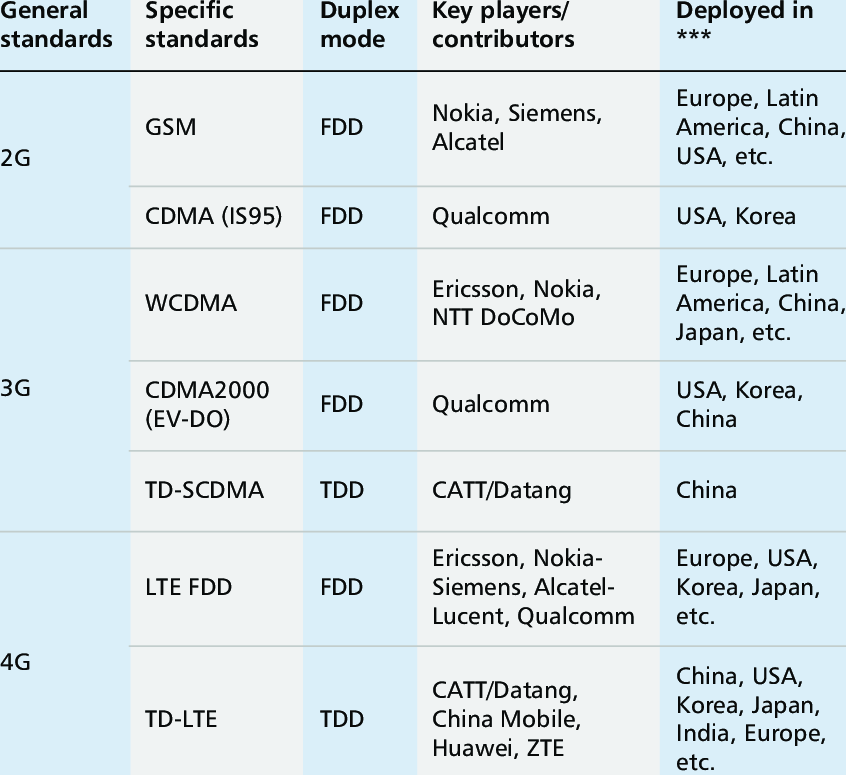 General standards
Specific standards
Duplex mode
Key players/ contributors
Deployed in ***
2G
GSM
FDD
Nokia, Siemens,
Alcatel
Europe, Latin
America, China,
USA, etc.
CDMA (IS95)
FDD
Qualcomm
USA, Korea
3G
WCDMA
FDD
Ericsson, Nokia,
NTT DoCoMo
Europe, Latin
America, China,
Japan, etc.
CDMA2000
(EV-DO)
FDD
Qualcomm
USA, Korea,
China
TD-SCDMA
TDD
CATT/Datang
China
4G
LTE FDD
FDD
Ericsson, Nokia-
Siemens, Alcatel-
Lucent, Qualcomm
Europe, USA,
Korea, Japan,
etc.
TD-LTE
TDD
CATT/Datang,
China Mobile,
Huawei, ZTE
China, USA,
Korea, Japan,
India, Europe,
etc.